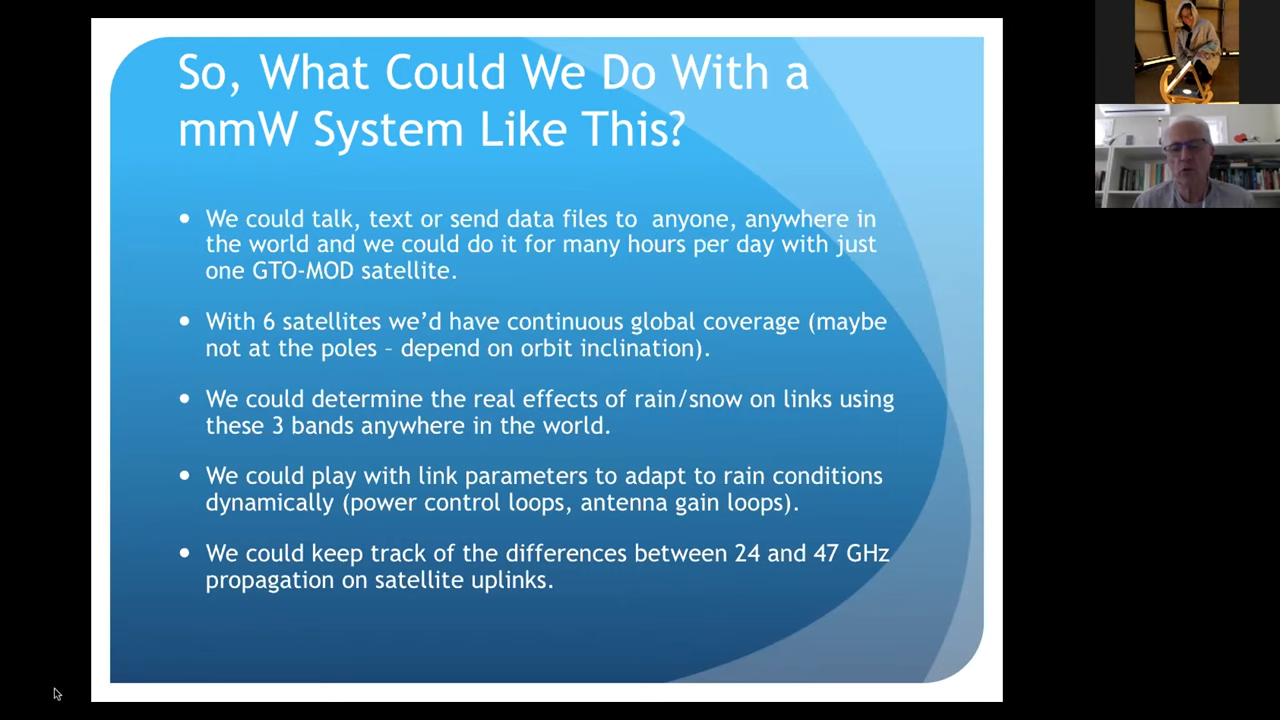 So, What Could We Do With a
mmW System Like This?
• We could talk, text or send data files to anyone, anywhere in
the world and we could do it for many hours per day with just
one GTO-MOD satellite.
• With 6 satellites we’d have continuous global coverage (maybe
not at the poles – depend on orbit inclination).
• We could determine the real effects of rain/snow on links using
these 3 bands anywhere in the world.
• We could play with link parameters to adapt to rain conditions
dynamically (power control loops, antenna gain loops).
• We could keep track of the differences between 24 and 47 GHz
propagation on satellite uplinks.